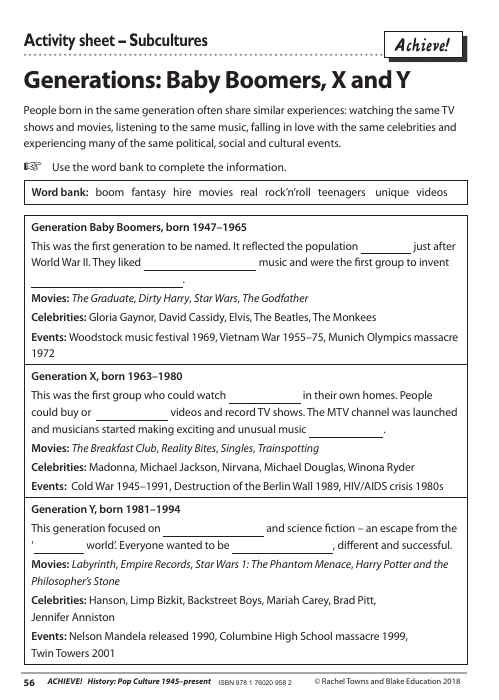 Activity sheet – Subcultures
Achieve!
Generations: Baby Boomers, X and Y
People born in the same generation often share similar experiences: watching the same TV
shows and movies, listening to the same music, falling in love with the same celebrities and
experiencing many of the same political, social and cultural events.
Use the word bank to complete the information.
Word bank: boom fantasy hire movies real rock'n'roll teenagers unique videos
Generation Baby Boomers, born 1947–1965
This was the first generation to be named. It reflected the population ________ just after
World War II. They liked ________ music and were the first group to invent
________.
Movies: The Graduate, Dirty Harry, Star Wars, The Godfather
Celebrities: Gloria Gaynor, David Cassidy, Elvis, The Beatles, The Monkees
Events: Woodstock music festival 1969, Vietnam War 1955–75, Munich Olympics massacre
1972
Generation X, born 1963–1980
This was the first group who could watch ________ in their own homes. People
could buy or ________ videos and record TV shows. The MTV channel was launched
and musicians started making exciting and unusual music ________.
Movies: The Breakfast Club, Reality Bites, Singles, Trainspotting
Celebrities: Madonna, Michael Jackson, Nirvana, Michael Douglas, Winona Ryder
Events: Cold War 1945–1991, Destruction of the Berlin Wall 1989, HIV/AIDS crisis 1980s
Generation Y, born 1981–1994
This generation focused on ________ and science fiction – an escape from the
'________ world'. Everyone wanted to be ________, different and successful.
Movies: Labyrinth, Empire Records, Star Wars 1: The Phantom Menace, Harry Potter and the
Philosopher's Stone
Celebrities: Hanson, Limp Bizkit, Backstreet Boys, Mariah Carey, Brad Pitt,
Jennifer Anniston
Events: Nelson Mandela released 1990, Columbine High School massacre 1999,
Twin Towers 2001
56 ACHIEVE! History: Pop Culture 1945–present ISBN 978 1 76020 958 2 © Rachel Towns and Blake Education 2018